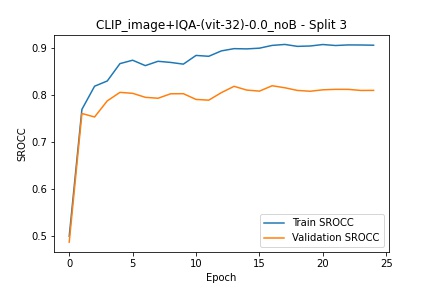 CLIP_image+IQA-(vit-32)-0.0_noB - Split 3
0.9
0.8
0.7
0.6
0.5
SROCC
Train SROCC
Validation SROCC
0 5 10 15 20 25
Epoch